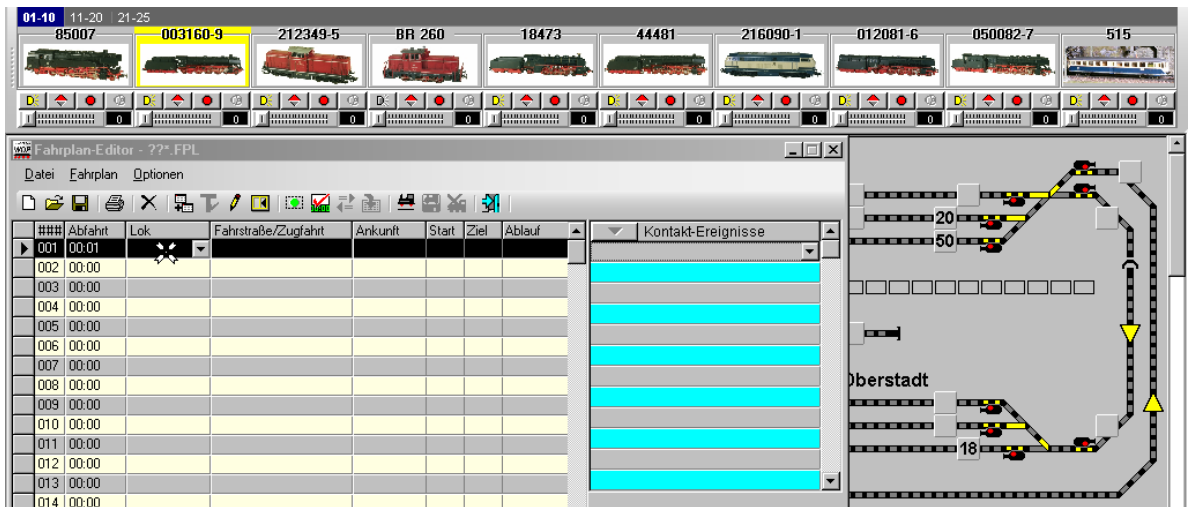 01-10 11-20 21-25
85007 003160-9 212349-5 BR 260 18473 44481 216090-1 012081-6 050082-7 515
D D D D D D D D D D
0 0 0 0 0 0 0 0 0 0
Fahrplan-Editor - ??*.FPL
Datei Fahrplan Optionen
### Abfahrt Lok Fahrstraße/Zugfahrt Ankunft Start Ziel Ablauf Kontakt-Ereignisse
001 00:01
002 00:00
003 00:00
004 00:00
005 00:00
006 00:00
007 00:00
008 00:00
009 00:00
010 00:00
011 00:00
012 00:00
013 00:00
014 00:00
20
50
Oberstadt
18